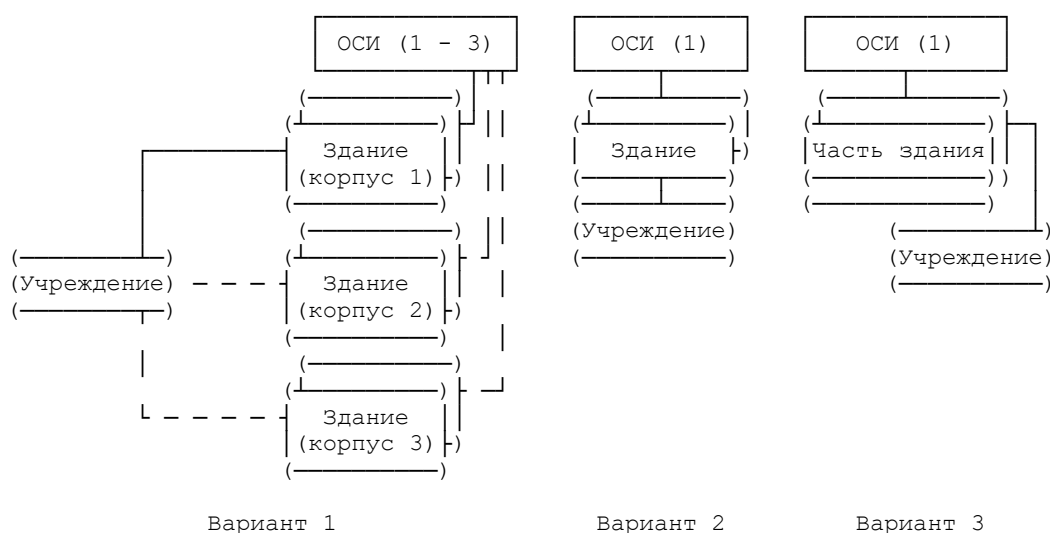 ОСИ (1 - 3) ОСИ (1) ОСИ (1)
Здание Здание Часть здания
(корпус 1)
(Учреждение)
(Учреждение) Здание (Учреждение)
(корпус 2)
Здание
(корпус 3)
Вариант 1 Вариант 2 Вариант 3